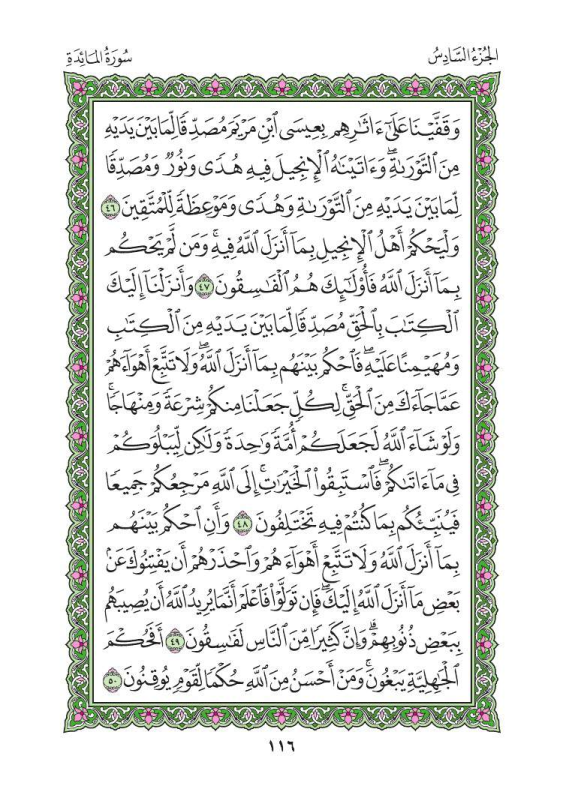 الجُزْءُ السَّادِسُ
سُورَةُ المَائِدَةِ
وَقَفَّيْنَا عَلَىٰٓ ءَاثَٰرِهِم بِعِيسَى ٱبْنِ مَرْيَمَ مُصَدِّقًا لِّمَا بَيْنَ يَدَيْهِ
مِنَ ٱلتَّوْرَىٰةِۖ وَءَاتَيْنَٰهُ ٱلْإِنجِيلَ فِيهِ هُدًى وَنُورٌ وَمُصَدِّقًا
لِّمَا بَيْنَ يَدَيْهِ مِنَ ٱلتَّوْرَىٰةِ وَهُدًى وَمَوْعِظَةً لِّلْمُتَّقِينَ ٤٦
وَلْيَحْكُمْ أَهْلُ ٱلْإِنجِيلِ بِمَآ أَنزَلَ ٱللَّهُ فِيهِۚ وَمَن لَّمْ يَحْكُم
بِمَآ أَنزَلَ ٱللَّهُ فَأُو۟لَٰٓئِكَ هُمُ ٱلْفَٰسِقُونَ ٤٧ وَأَنزَلْنَآ إِلَيْكَ
ٱلْكِتَٰبَ بِٱلْحَقِّ مُصَدِّقًا لِّمَا بَيْنَ يَدَيْهِ مِنَ ٱلْكِتَٰبِ
وَمُهَيْمِنًا عَلَيْهِۖ فَٱحْكُم بَيْنَهُم بِمَآ أَنزَلَ ٱللَّهُۖ وَلَا تَتَّبِعْ أَهْوَآءَهُمْ
عَمَّا جَآءَكَ مِنَ ٱلْحَقِّۚ لِكُلٍّ جَعَلْنَا مِنكُمْ شِرْعَةً وَمِنْهَاجًاۚ
وَلَوْ شَآءَ ٱللَّهُ لَجَعَلَكُمْ أُمَّةً وَٰحِدَةً وَلَٰكِن لِّيَبْلُوَكُمْ
فِى مَآ ءَاتَىٰكُمْۖ فَٱسْتَبِقُوا۟ ٱلْخَيْرَٰتِۚ إِلَى ٱللَّهِ مَرْجِعُكُمْ جَمِيعًا
فَيُنَبِّئُكُم بِمَا كُنتُمْ فِيهِ تَخْتَلِفُونَ ٤٨ وَأَنِ ٱحْكُم بَيْنَهُم
بِمَآ أَنزَلَ ٱللَّهُ وَلَا تَتَّبِعْ أَهْوَآءَهُمْ وَٱحْذَرْهُمْ أَن يَفْتِنُوكَ عَنۢ
بَعْضِ مَآ أَنزَلَ ٱللَّهُ إِلَيْكَۖ فَإِن تَوَلَّوْا۟ فَٱعْلَمْ أَنَّمَا يُرِيدُ ٱللَّهُ أَن يُصِيبَهُم
بِبَعْضِ ذُنُوبِهِمْۗ وَإِنَّ كَثِيرًا مِّنَ ٱلنَّاسِ لَفَٰسِقُونَ ٤٩ أَفَحُكْمَ
ٱلْجَٰهِلِيَّةِ يَبْغُونَۚ وَمَنْ أَحْسَنُ مِنَ ٱللَّهِ حُكْمًا لِّقَوْمٍ يُوقِنُونَ ٥٠
١١٦